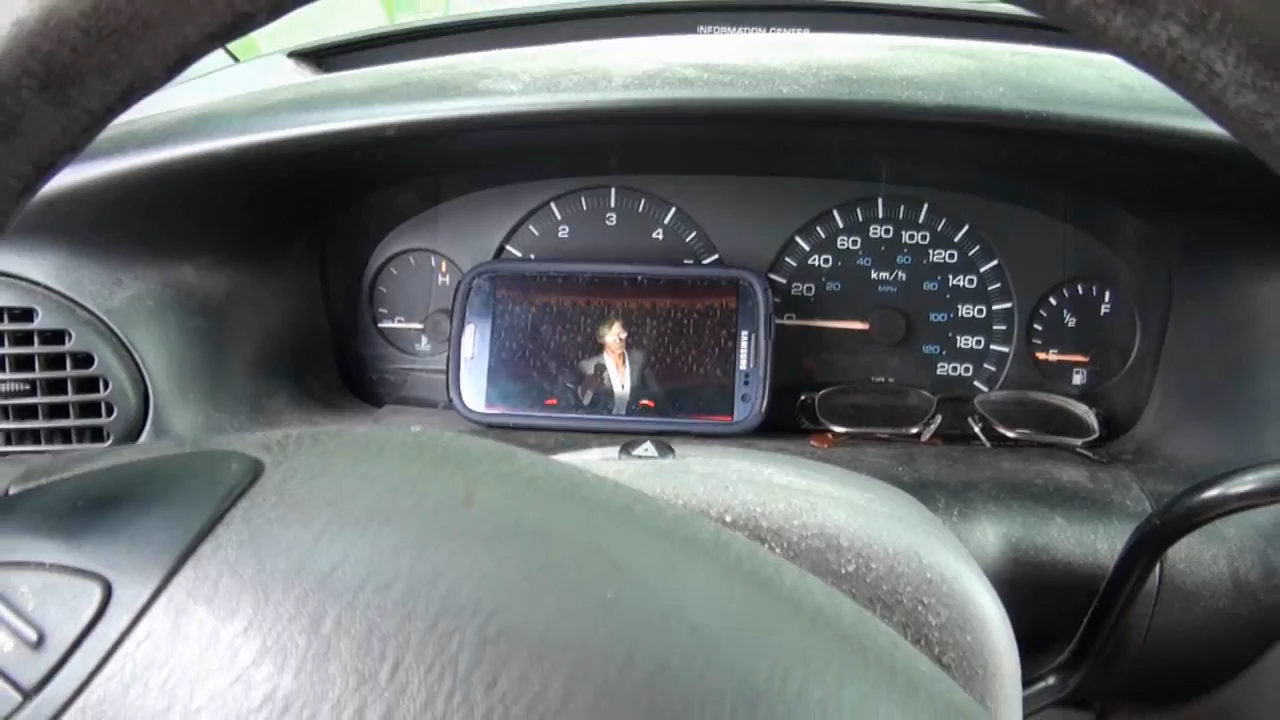 INFORMATION CENTER
2 3 4
H
C
20 40 60 80 100 120 140 160 180 200
km/h
MPH
20 40 60 80 100 120
F
1/2
E
SAMSUNG